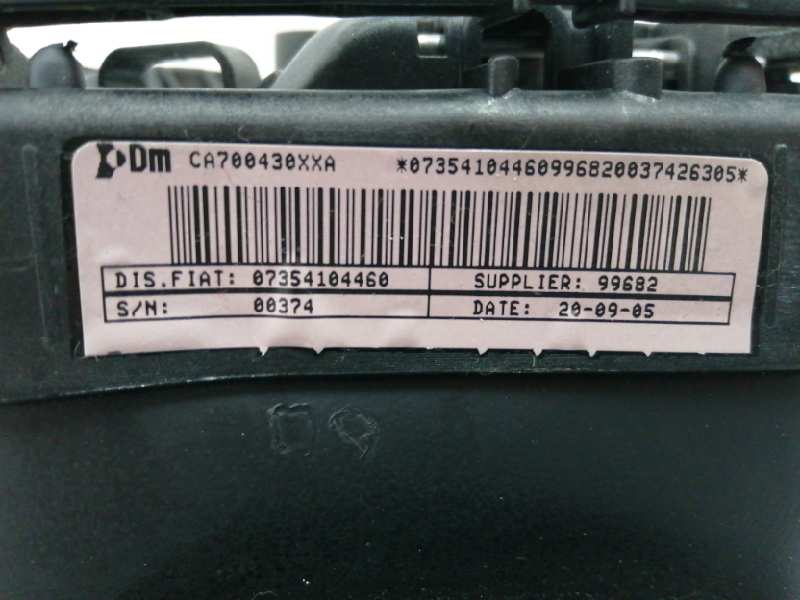 Dm CA700430XXA *07354104460996820037426305*
DIS.FIAT: 07354104460 SUPPLIER: 99682
S/N: 00374 DATE: 20-09-05